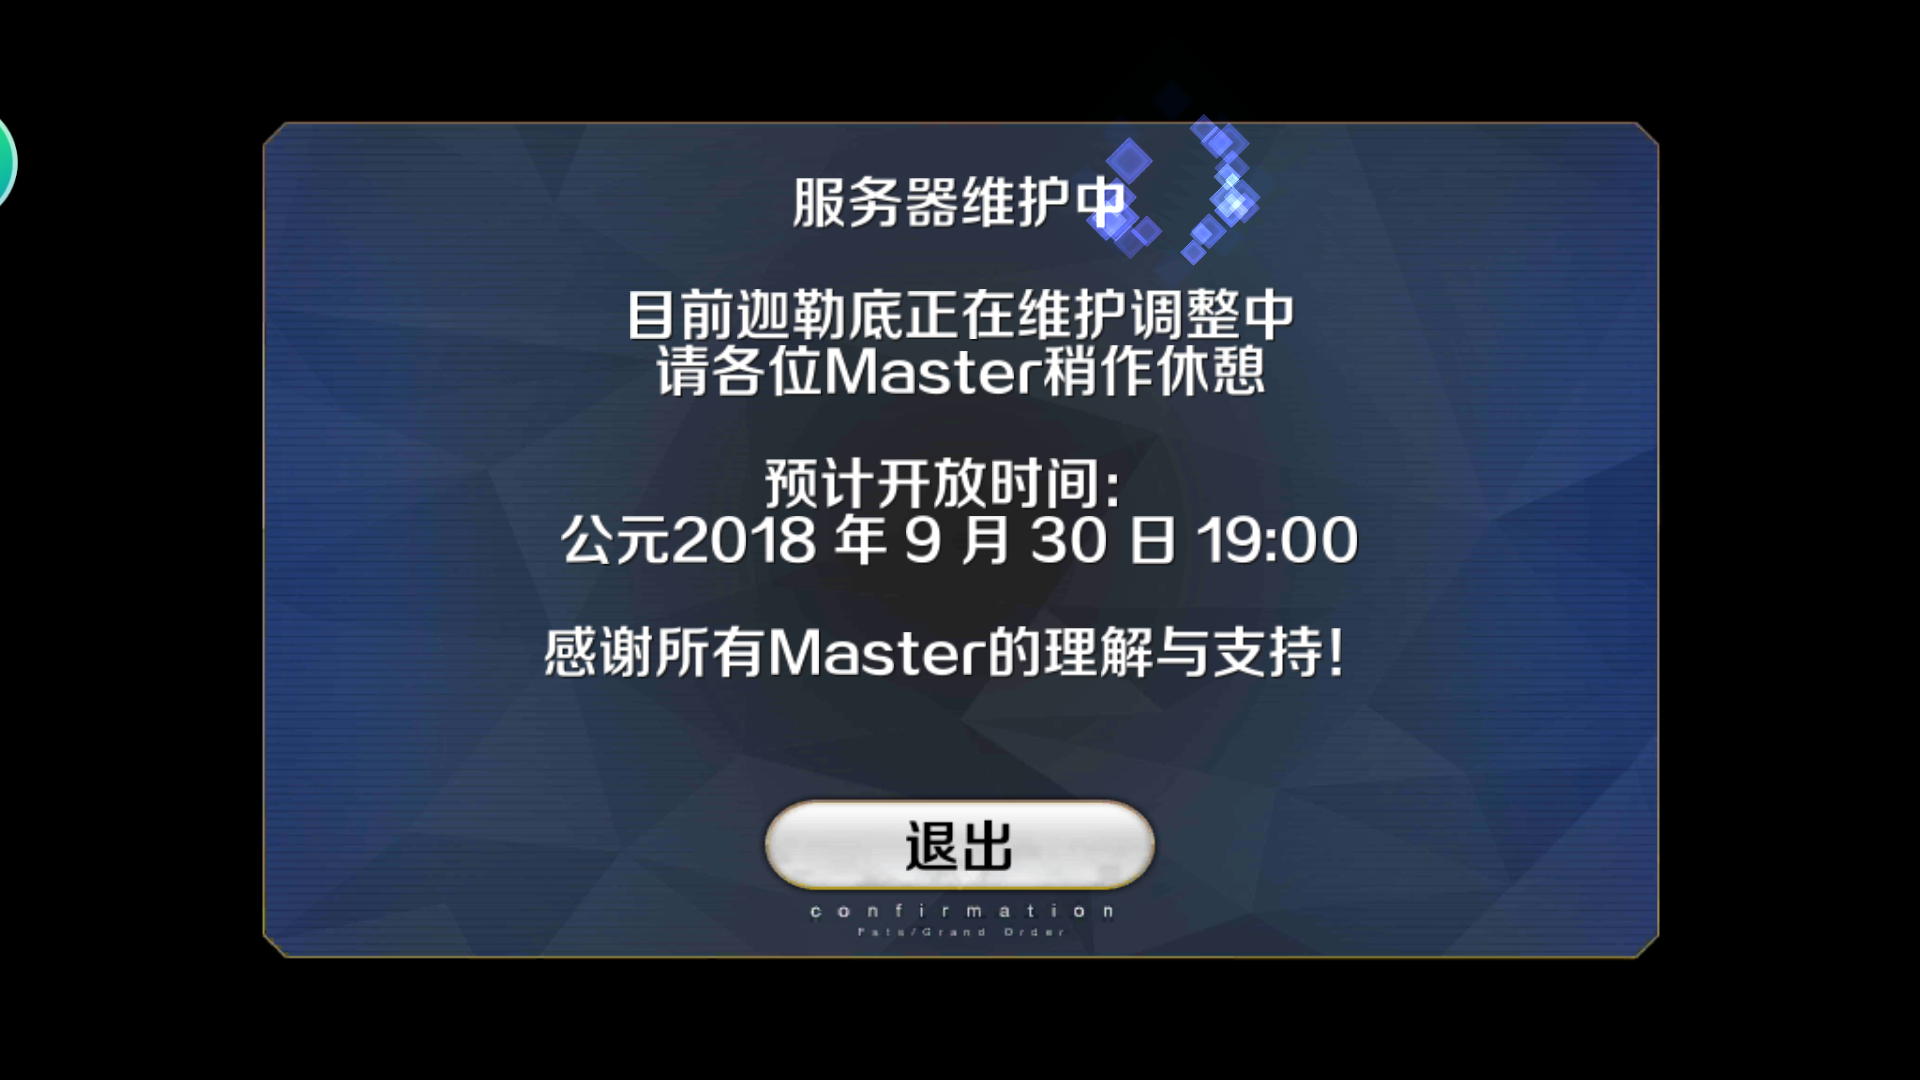 服务器维护中
目前迦勒底正在维护调整中
请各位Master稍作休憩
预计开放时间：
公元2018 年 9 月 30 日 19:00
感谢所有Master的理解与支持！
退出
confirmation
Fate/Grand Order